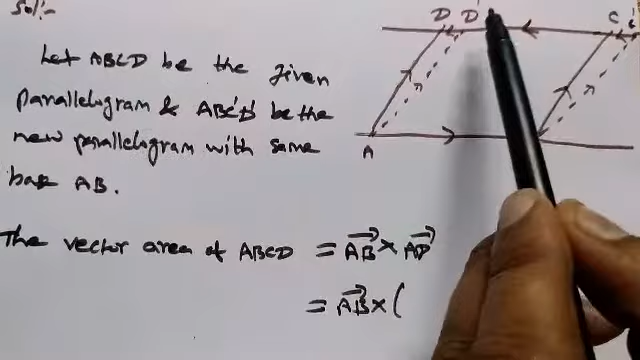 Sol:-
D D' C C'
Let ABCD be the given
parallelogram & ABC'D' be the
new parallelogram with same
base AB.
A
The vector area of ABCD = AB⃗ × AD⃗
= AB⃗ × (